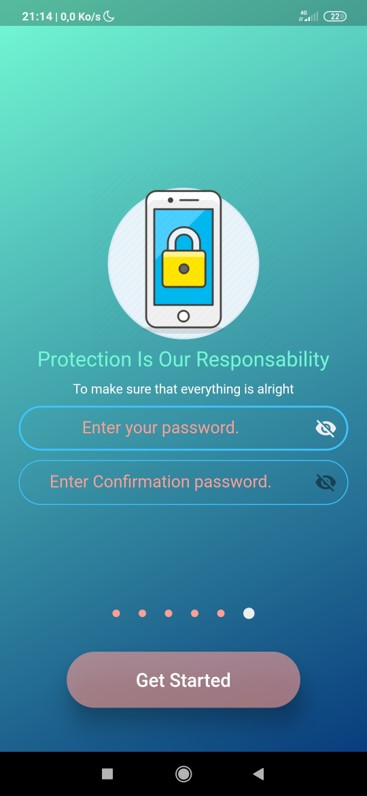 21:14 | 0,0 Ko/s
4G
22
Protection Is Our Responsability
To make sure that everything is alright
Enter your password.
Enter Confirmation password.
Get Started